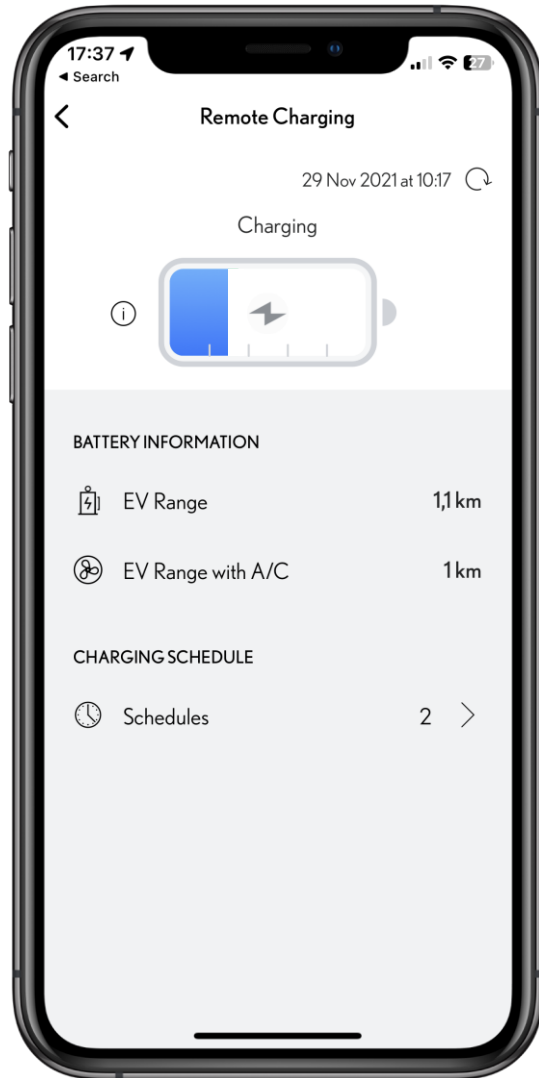 17:37
27
◀ Search
Remote Charging
29 Nov 2021 at 10:17
Charging
BATTERY INFORMATION
EV Range 1,1 km
EV Range with A/C 1 km
CHARGING SCHEDULE
Schedules 2